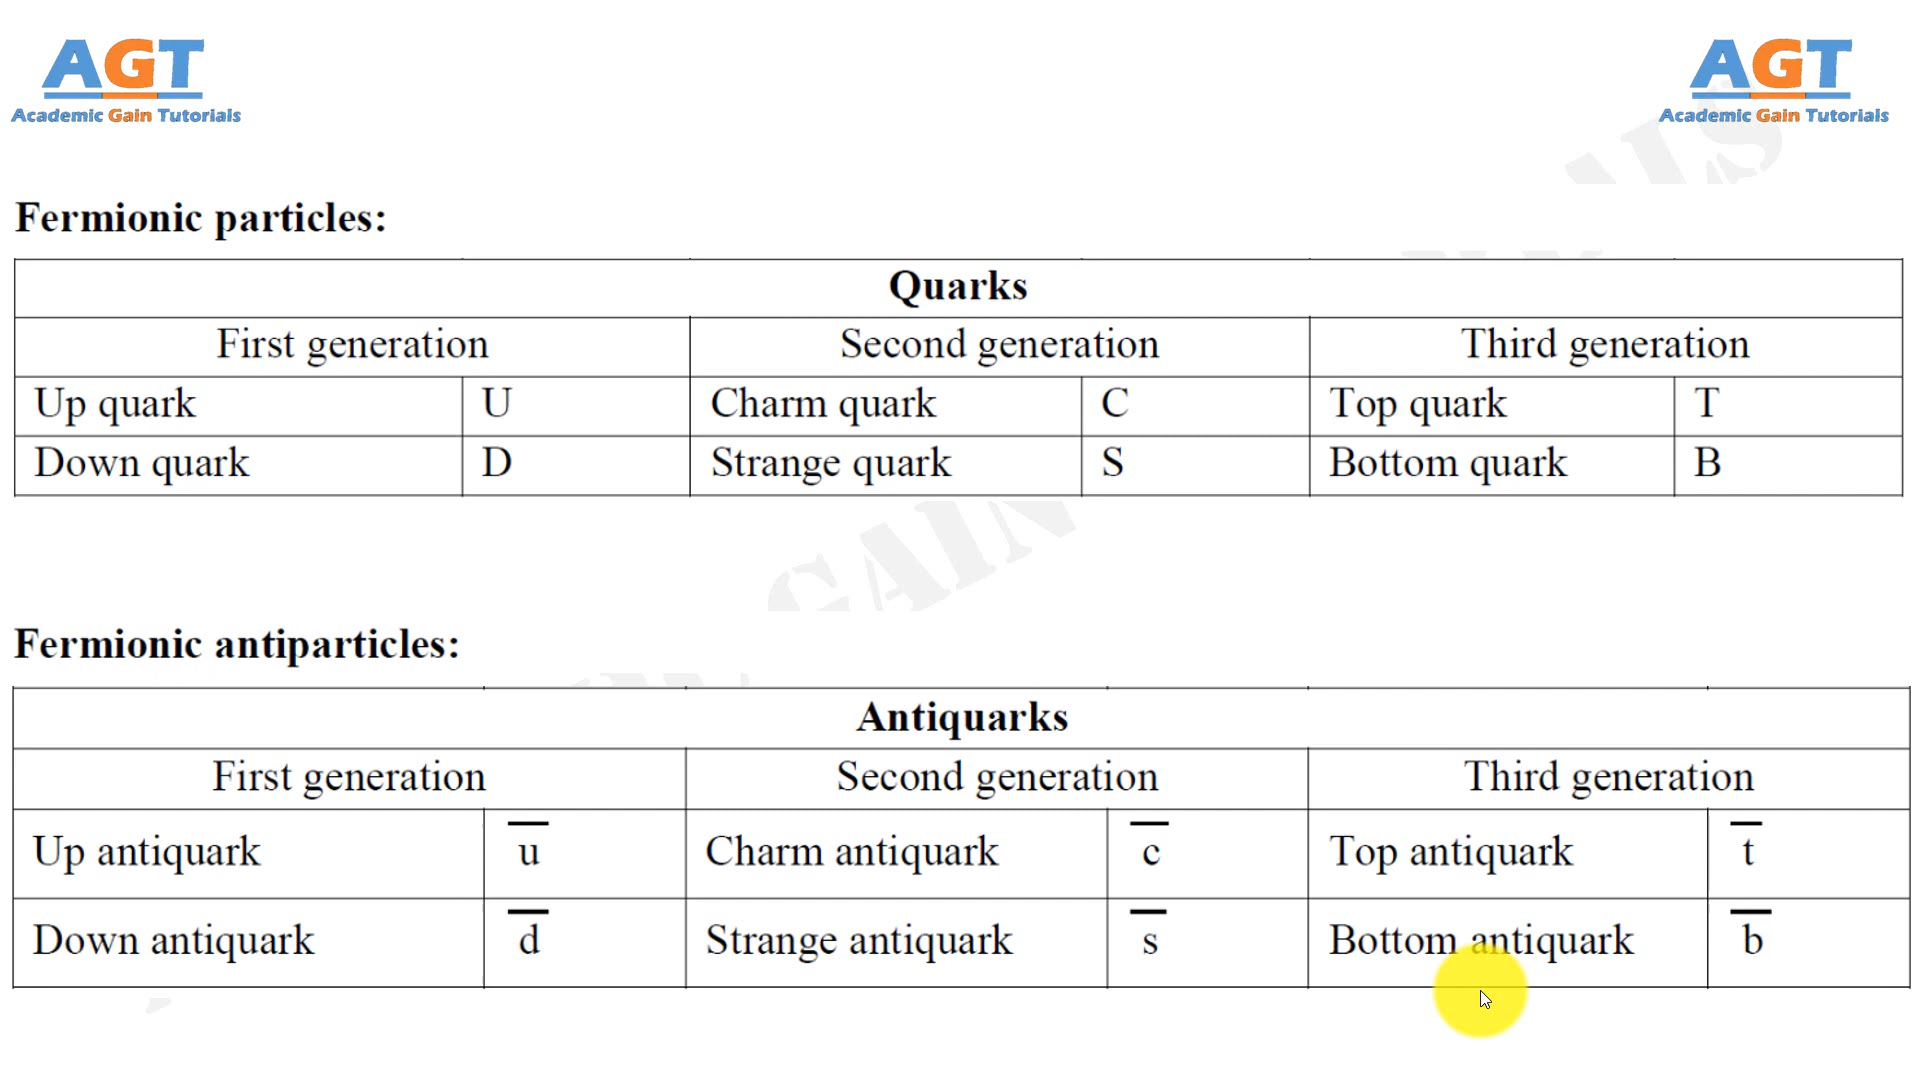 AGT AGT
Academic Gain Tutorials Academic Gain Tutorials
Fermionic particles:
Quarks
First generation Second generation Third generation
Up quark U Charm quark C Top quark T
Down quark D Strange quark S Bottom quark B
GAIN
Fermionic antiparticles:
Antiquarks
First generation Second generation Third generation
Up antiquark u̅ Charm antiquark c̅ Top antiquark t̅
Down antiquark d̅ Strange antiquark s̅ Bottom antiquark b̅